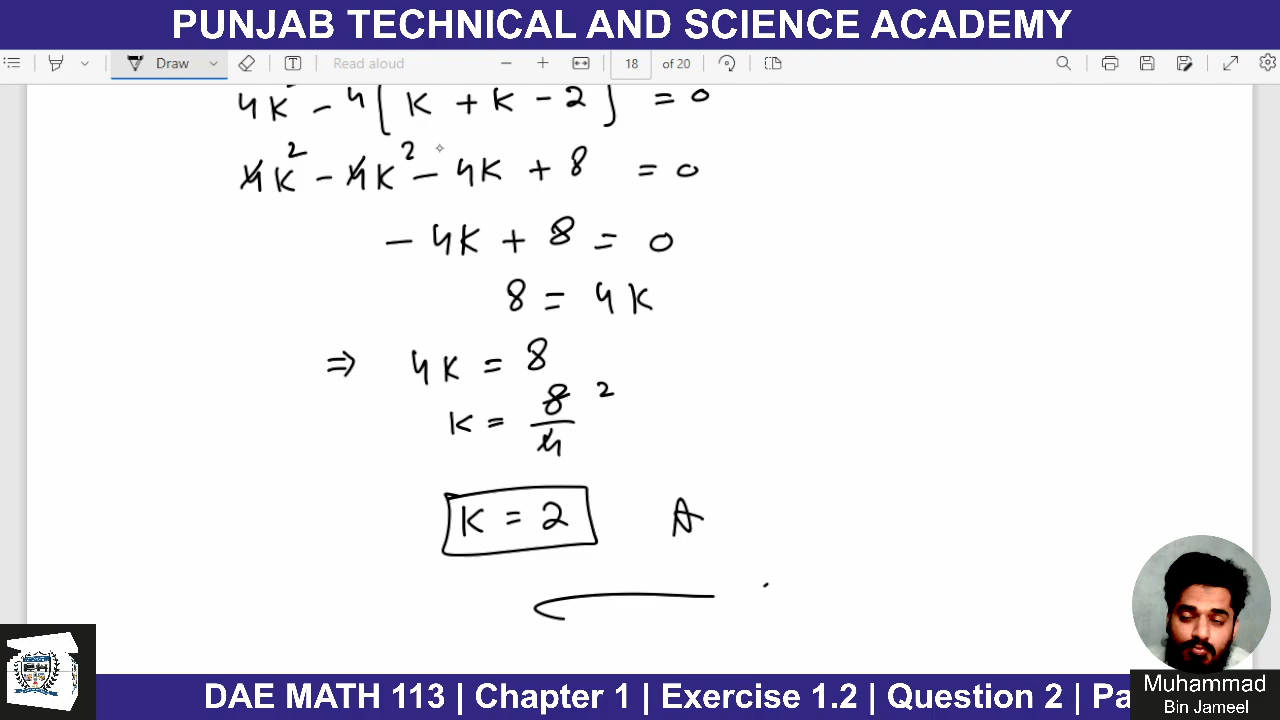 PUNJAB TECHNICAL AND SCIENCE ACADEMY
Draw Read aloud 18 of 20
4K² - 4[K + K - 2] = 0
4K² - 4K² - 4K + 8 = 0
- 4K + 8 = 0
8 = 4K
⇒ 4K = 8
K = 8/4 2
K = 2 A
Muhammad
Bin Jameel
DAE MATH 113 | Chapter 1 | Exercise 1.2 | Question 2 | Pa